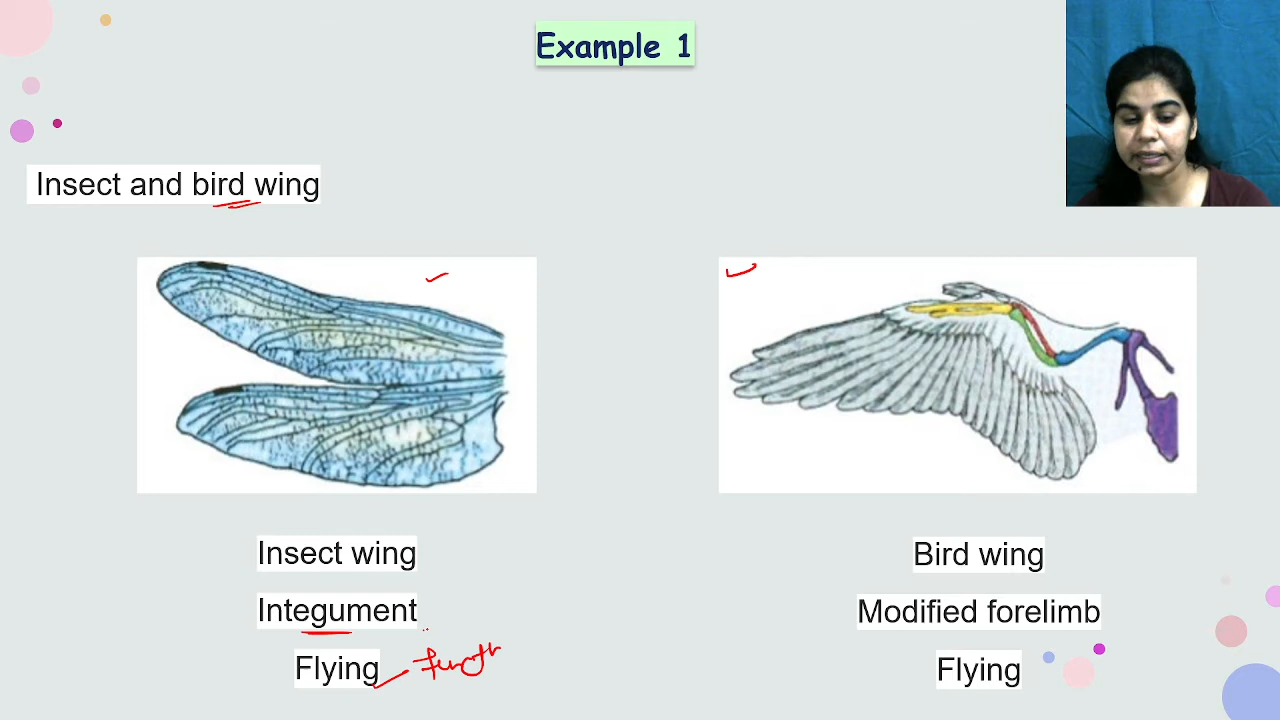 Example 1
Insect and bird wing
Insect wing
Bird wing
Integument
Modified forelimb
Flying
Flying